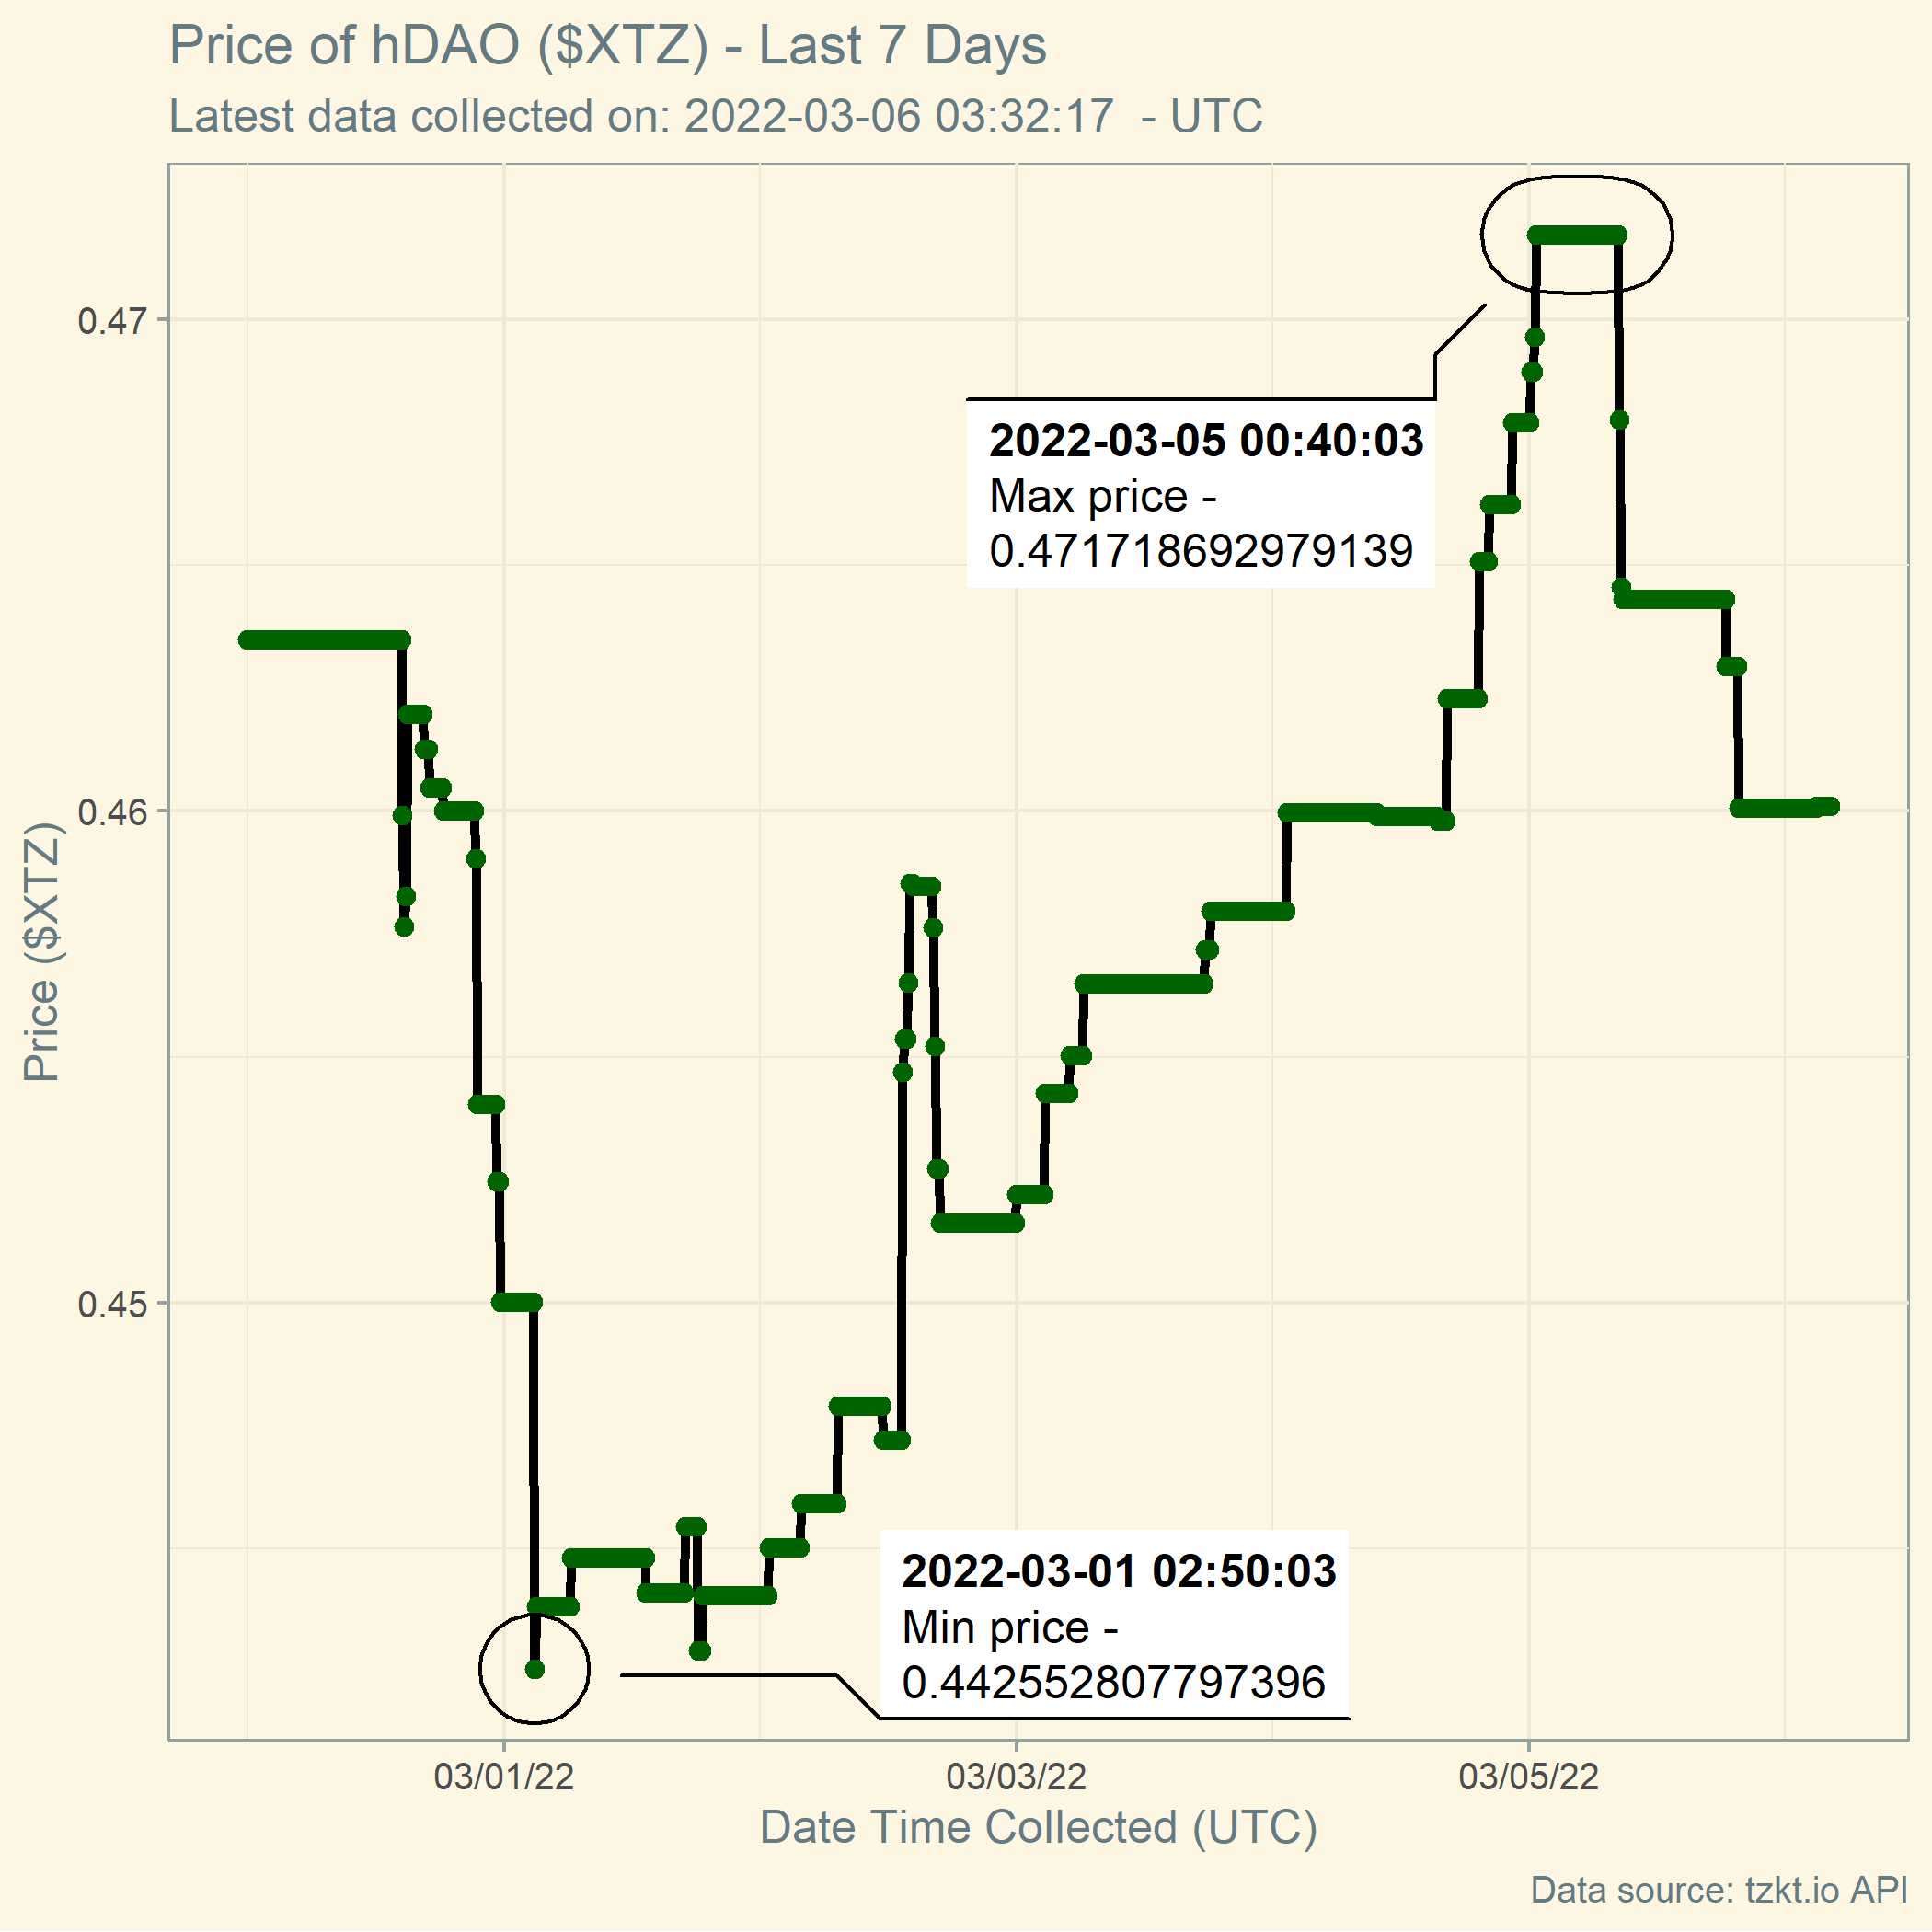 Price of hDAO ($XTZ) - Last 7 Days
Latest data collected on: 2022-03-06 03:32:17  - UTC
0.47
2022-03-05 00:40:03
Max price -
0.471718692979139
0.46
Price ($XTZ)
0.45
2022-03-01 02:50:03
Min price -
0.442552807797396
03/01/22
03/03/22
03/05/22
Date Time Collected (UTC)
Data source: tzkt.io API